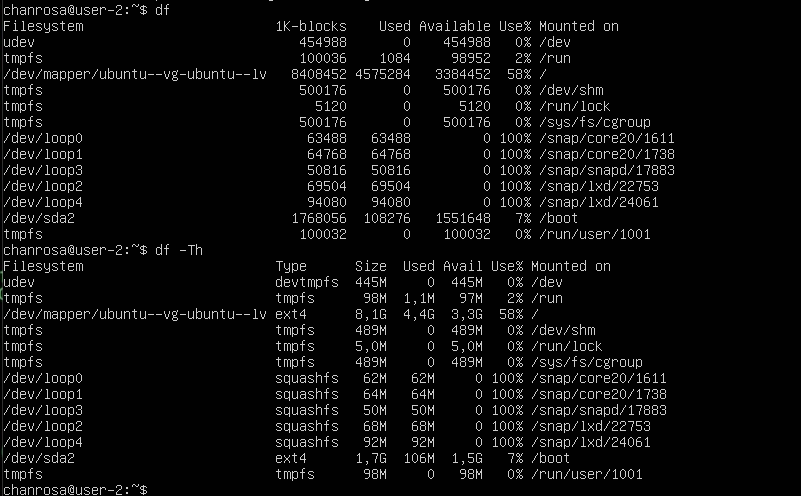 chanrosa@user-2:~$ df
Filesystem                        1K-blocks    Used Available Use% Mounted on
udev                                 454988       0    454988   0% /dev
tmpfs                                100036    1084     98952   2% /run
/dev/mapper/ubuntu--vg-ubuntu--lv   8408452 4575284   3384452  58% /
tmpfs                                500176       0    500176   0% /dev/shm
tmpfs                                  5120       0      5120   0% /run/lock
tmpfs                                500176       0    500176   0% /sys/fs/cgroup
/dev/loop0                            63488   63488         0 100% /snap/core20/1611
/dev/loop1                            64768   64768         0 100% /snap/core20/1738
/dev/loop3                            50816   50816         0 100% /snap/snapd/17883
/dev/loop2                            69504   69504         0 100% /snap/lxd/22753
/dev/loop4                            94080   94080         0 100% /snap/lxd/24061
/dev/sda2                           1768056  108276   1551648   7% /boot
tmpfs                                100032       0    100032   0% /run/user/1001
chanrosa@user-2:~$ df -Th
Filesystem                        Type      Size  Used Avail Use% Mounted on
udev                              devtmpfs  445M     0  445M   0% /dev
tmpfs                             tmpfs      98M  1,1M   97M   2% /run
/dev/mapper/ubuntu--vg-ubuntu--lv ext4      8,1G  4,4G  3,3G  58% /
tmpfs                             tmpfs     489M     0  489M   0% /dev/shm
tmpfs                             tmpfs     5,0M     0  5,0M   0% /run/lock
tmpfs                             tmpfs     489M     0  489M   0% /sys/fs/cgroup
/dev/loop0                        squashfs   62M   62M     0 100% /snap/core20/1611
/dev/loop1                        squashfs   64M   64M     0 100% /snap/core20/1738
/dev/loop3                        squashfs   50M   50M     0 100% /snap/snapd/17883
/dev/loop2                        squashfs   68M   68M     0 100% /snap/lxd/22753
/dev/loop4                        squashfs   92M   92M     0 100% /snap/lxd/24061
/dev/sda2                         ext4      1,7G  106M  1,5G   7% /boot
tmpfs                             tmpfs      98M     0   98M   0% /run/user/1001
chanrosa@user-2:~$